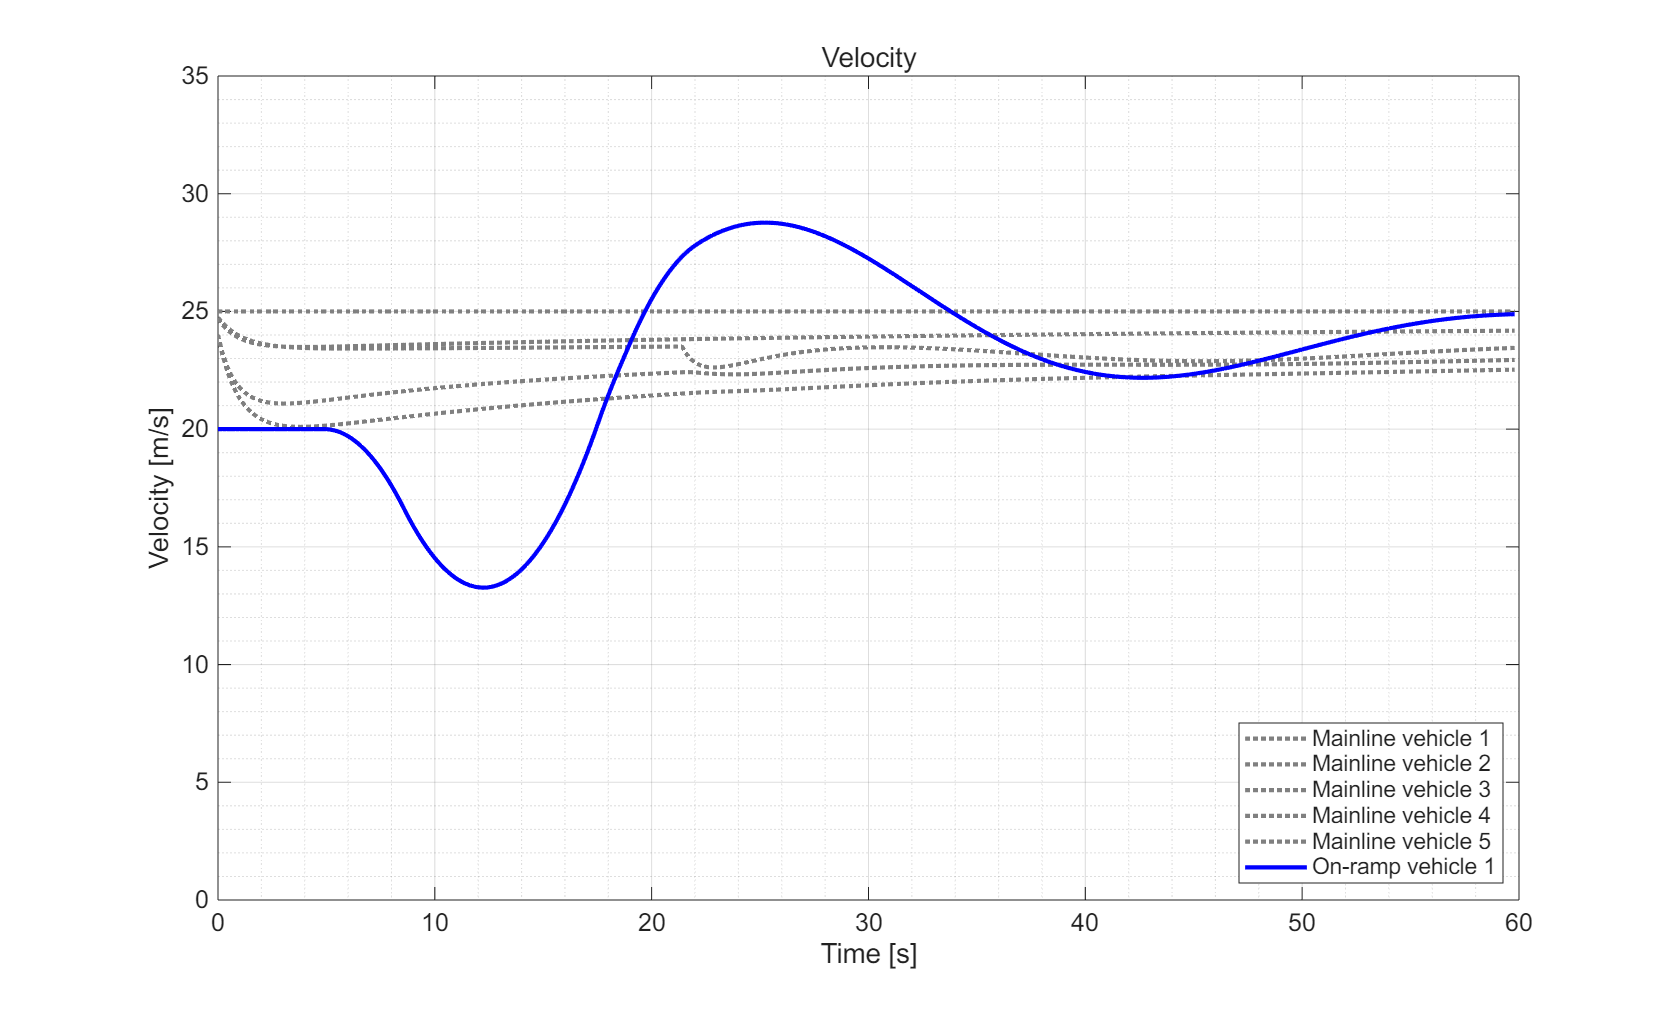 Velocity
35
30
25
20
15
10
5
0
Velocity [m/s]
0 10 20 30 40 50 60
Time [s]
Mainline vehicle 1
Mainline vehicle 2
Mainline vehicle 3
Mainline vehicle 4
Mainline vehicle 5
On-ramp vehicle 1